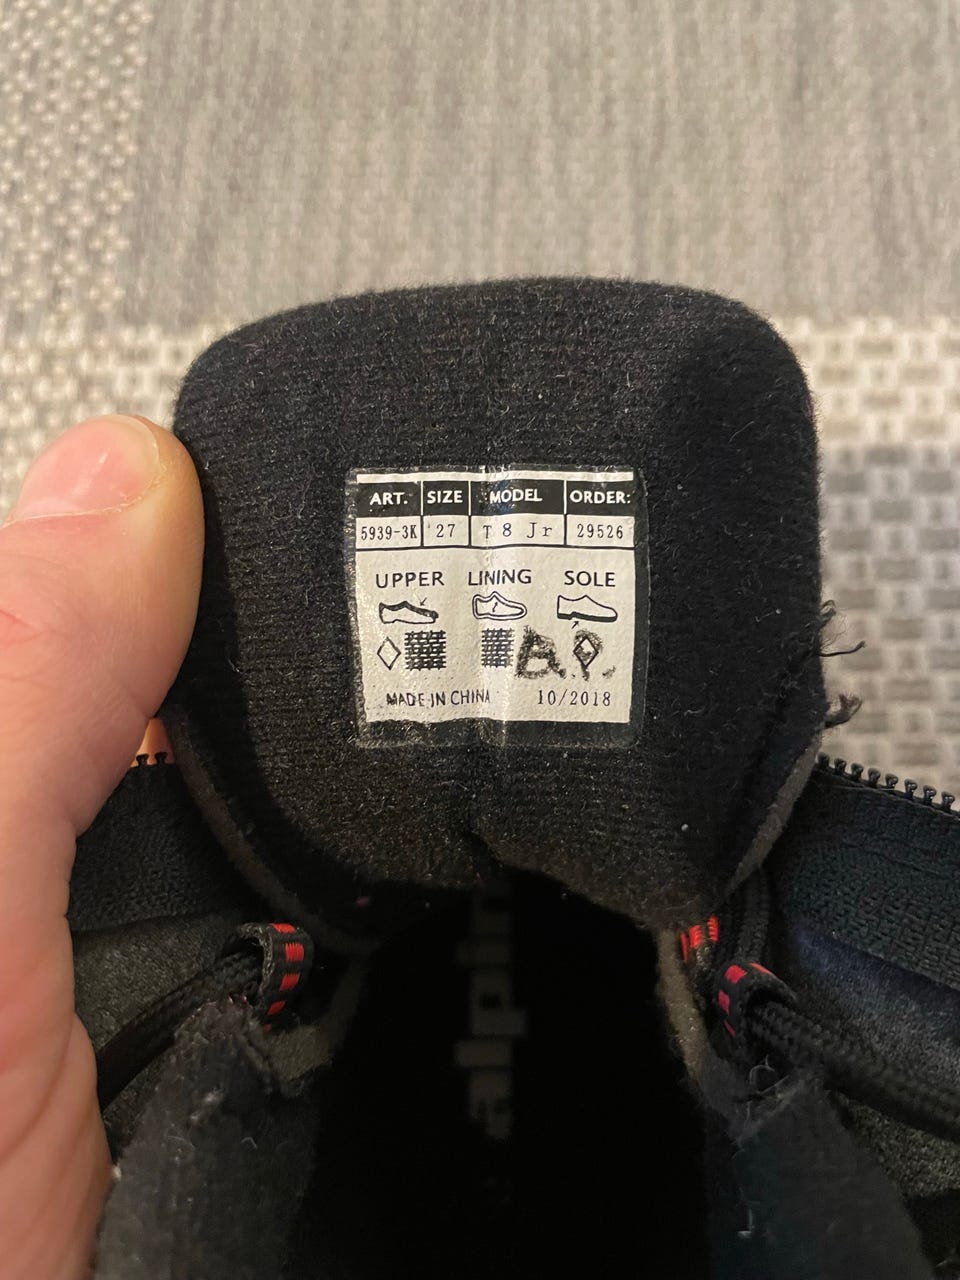 ART. SIZE MODEL ORDER:
5939-3K 27 T 8 Jr 29526
UPPER LINING SOLE
B.P.
MADE IN CHINA 10/2018